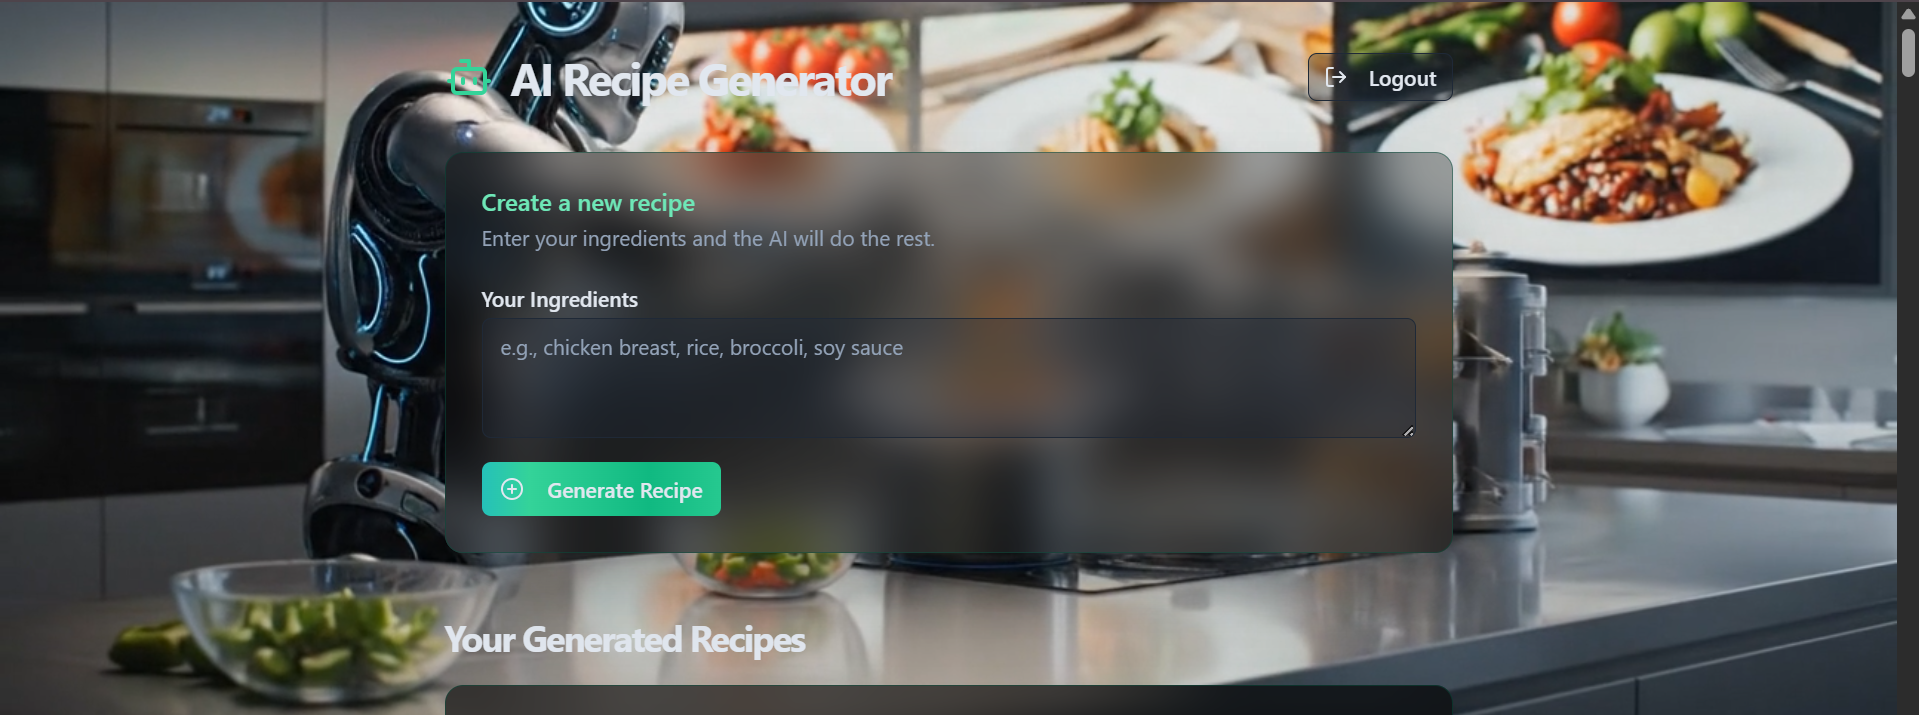 AI Recipe Generator
Logout
Create a new recipe
Enter your ingredients and the AI will do the rest.
Your Ingredients
e.g., chicken breast, rice, broccoli, soy sauce
Generate Recipe
Your Generated Recipes